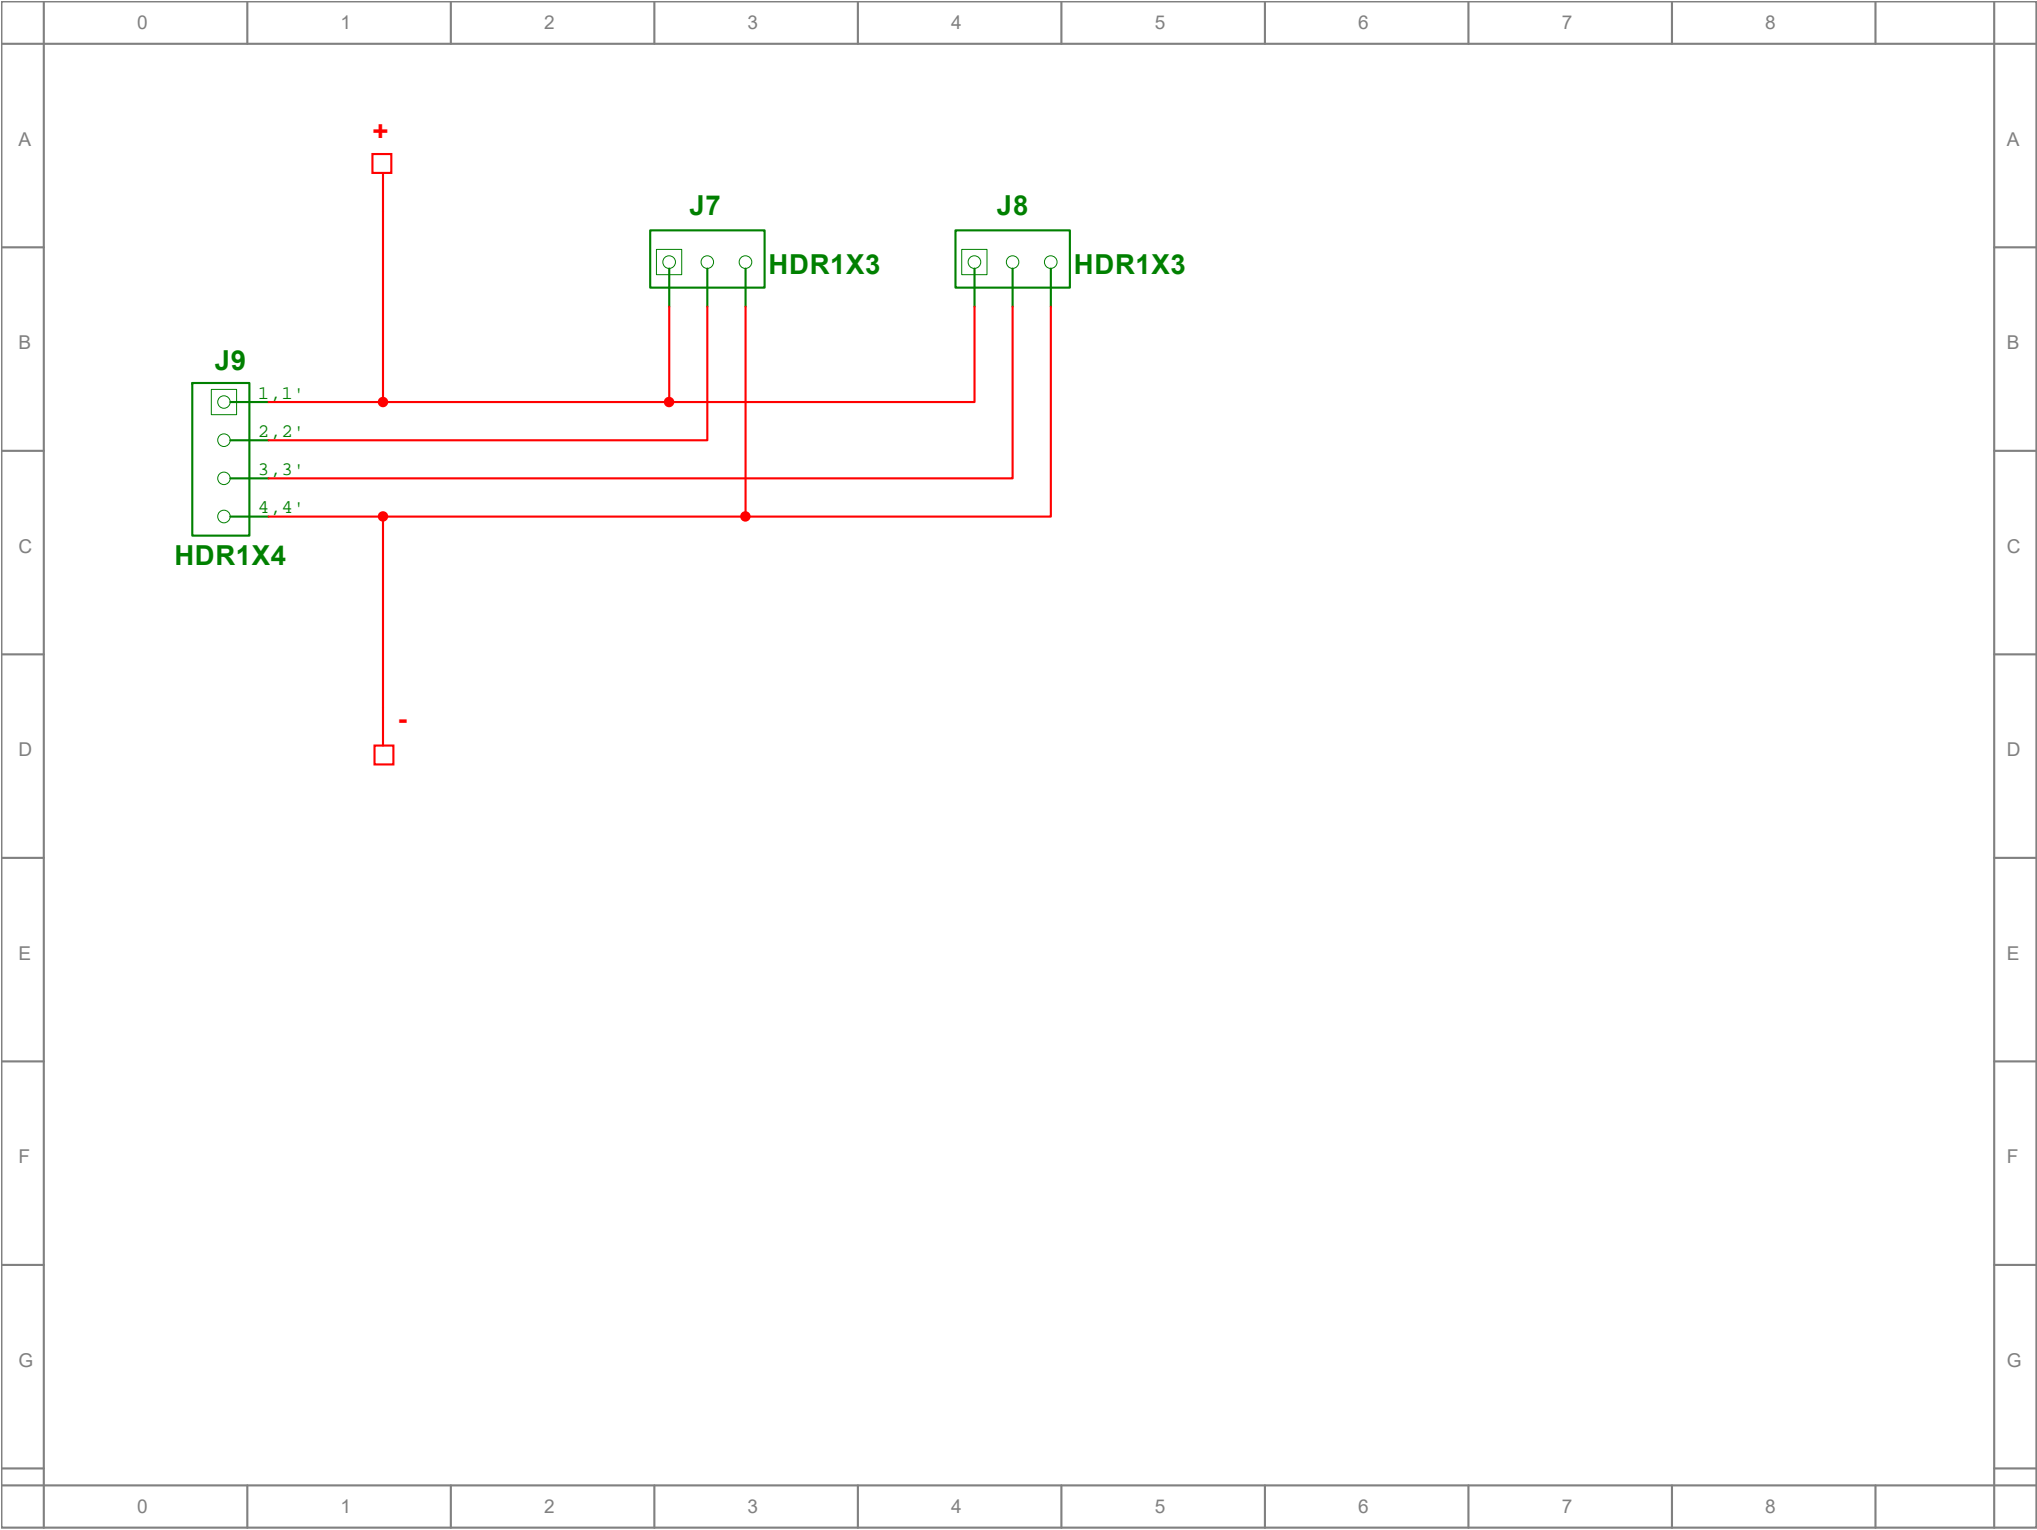 0 1 2 3 4 5 6 7 8
A A
+
J7 J8
HDR1X3 HDR1X3
B B
J9
1,1'
2,2'
3,3'
4,4'
C C
HDR1X4
-
D D
E E
F F
G G
0 1 2 3 4 5 6 7 8